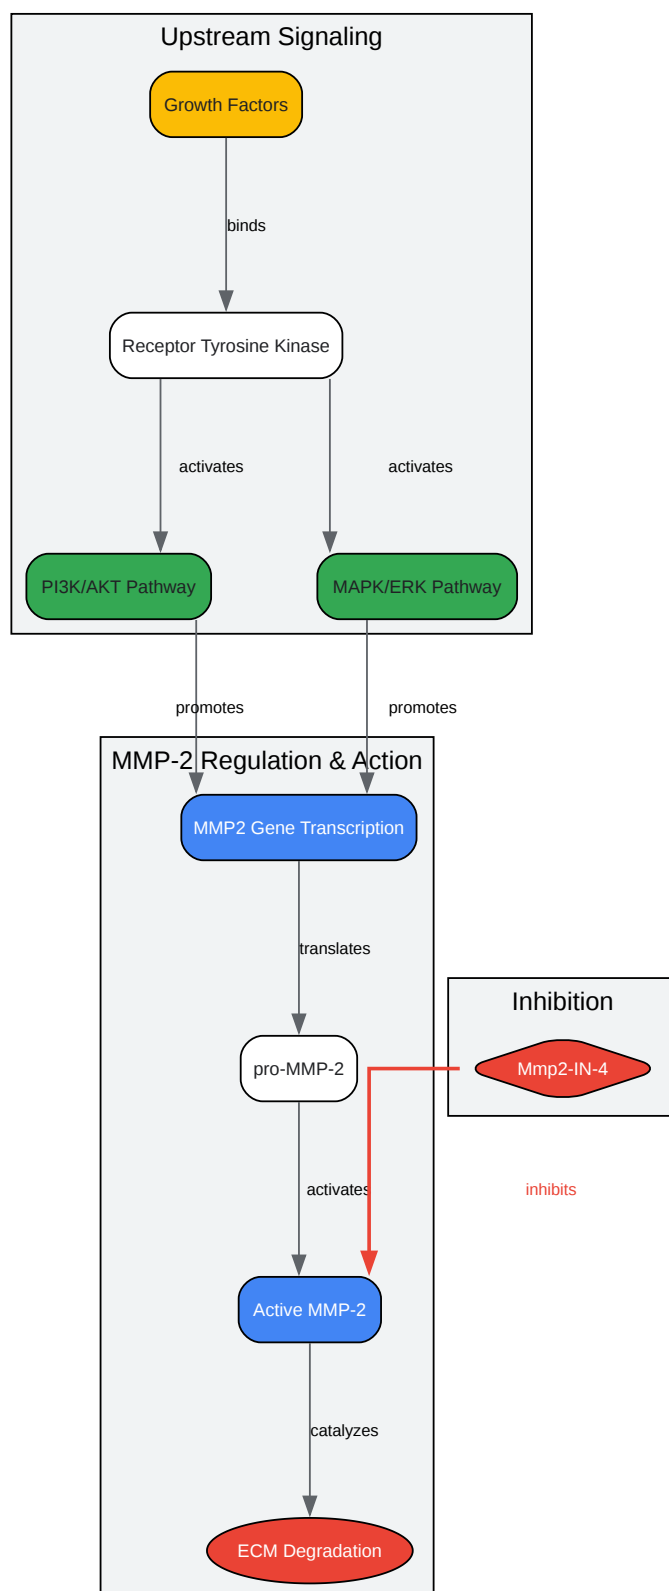 Upstream Signaling
Growth Factors
binds
Receptor Tyrosine Kinase
activates
activates
PI3K/AKT Pathway
MAPK/ERK Pathway
promotes
promotes
MMP-2 Regulation & Action
MMP2 Gene Transcription
translates
Inhibition
pro-MMP-2
Mmp2-IN-4
activates
inhibits
Active MMP-2
catalyzes
ECM Degradation